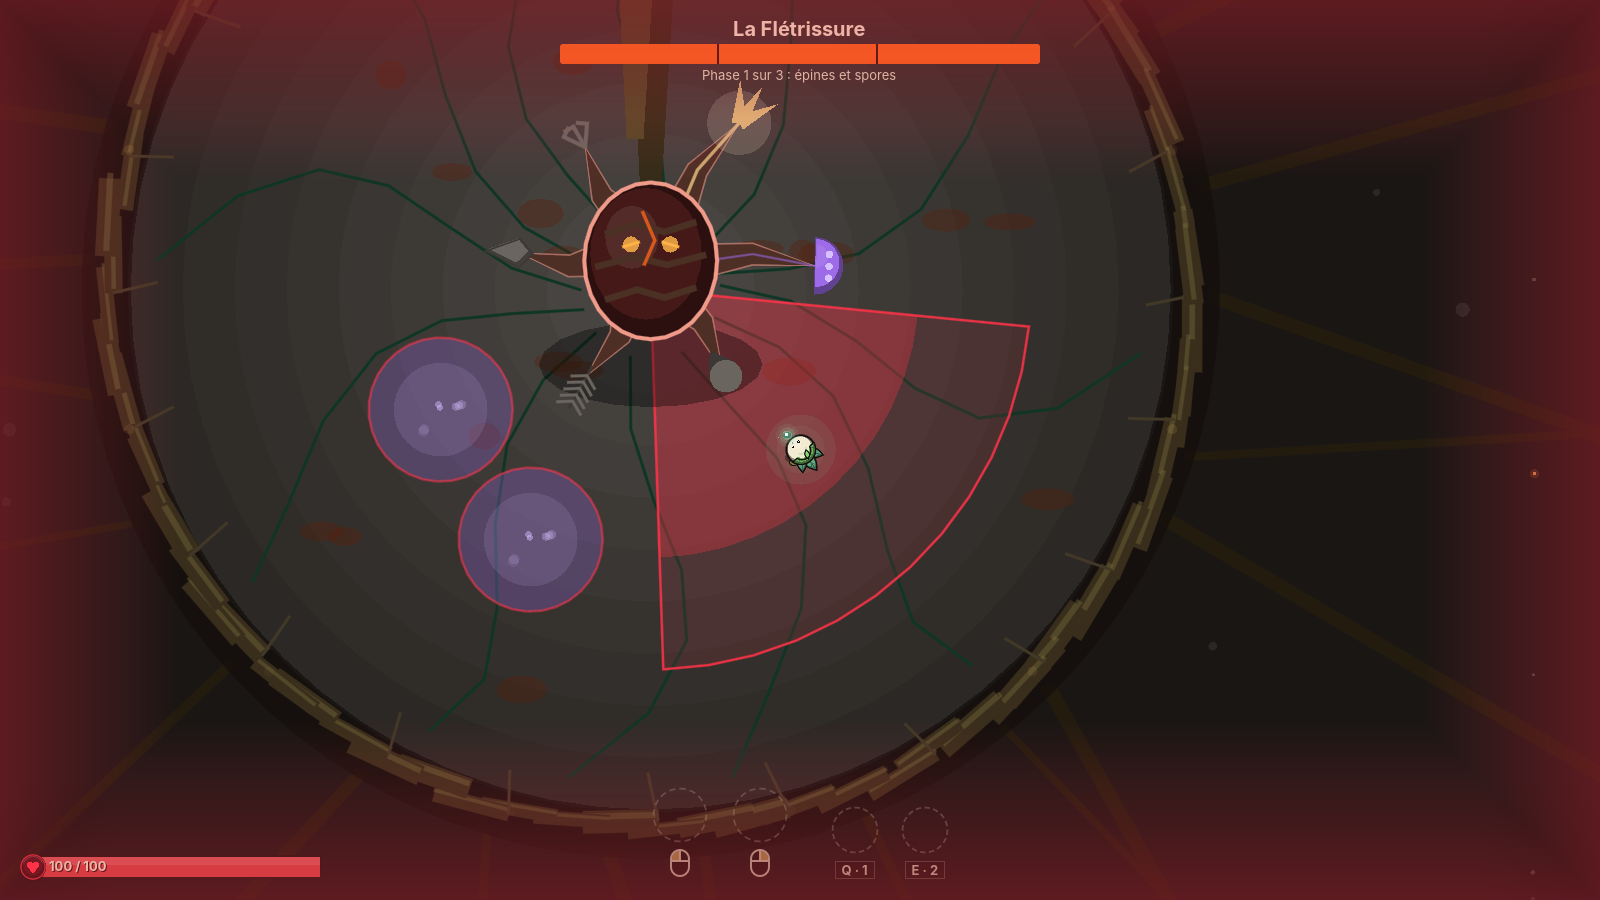 La Flétrissure
Phase 1 sur 3 : épines et spores
100 / 100
Q · 1
E · 2